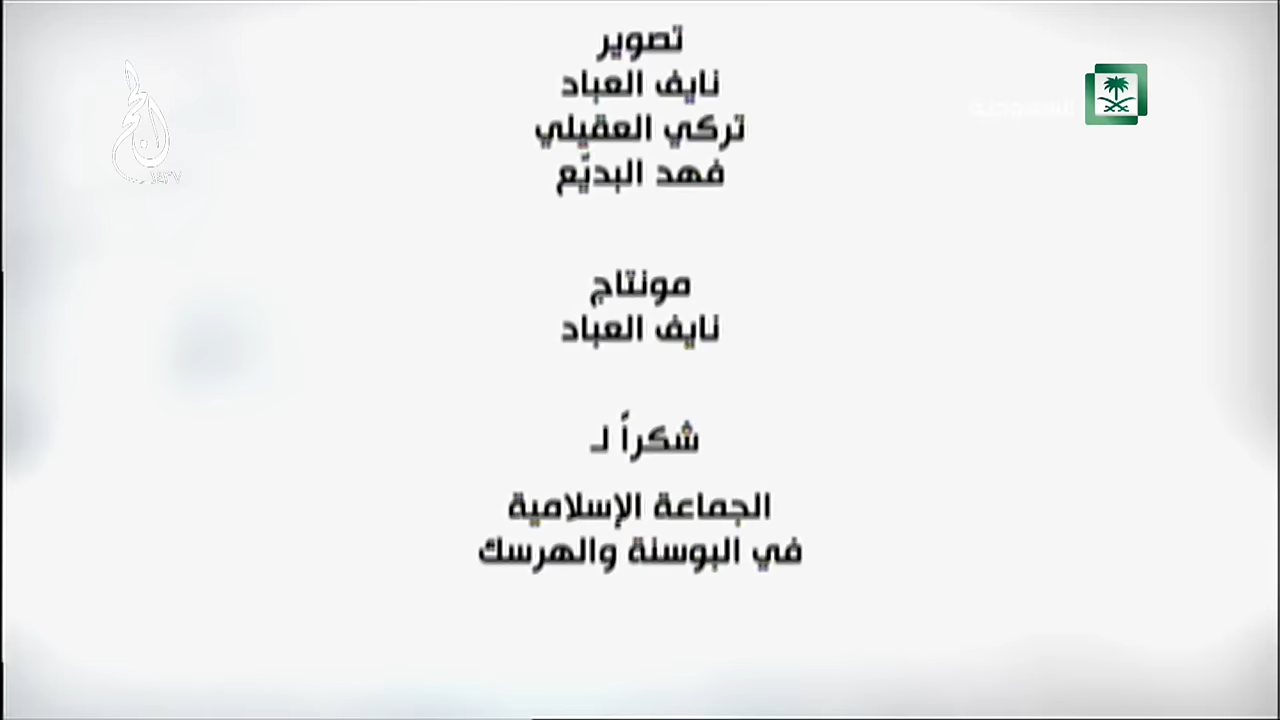 تصوير
نايف العباد
تركي العقيلي
فهد البديّع
مونتاج
نايف العباد
شكراً لـ
الجماعة الإسلامية
في البوسنة والهرسك